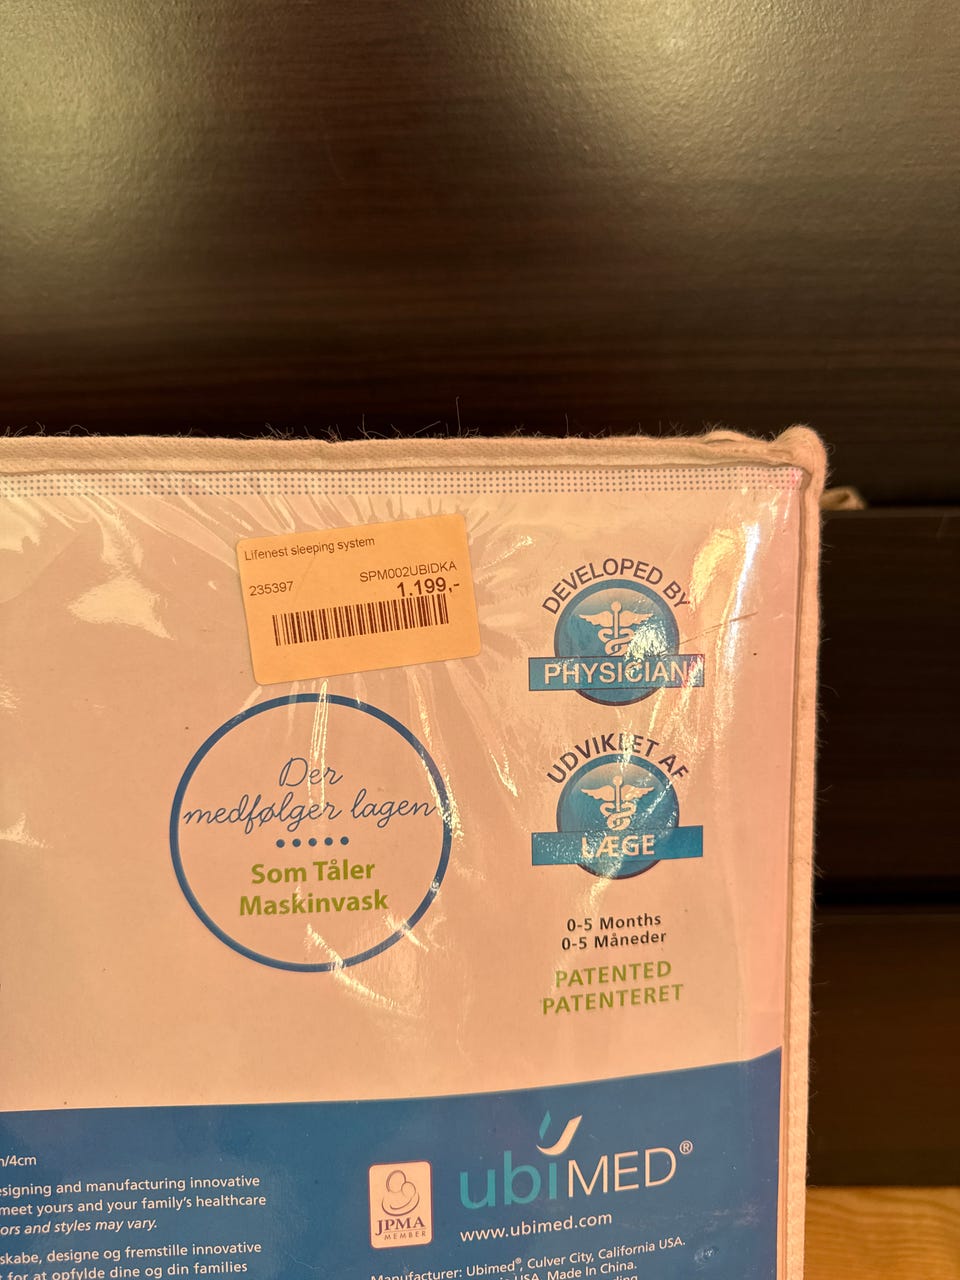 Lifenest sleeping system
235397 SPM002UBIDKA
1.199,-
DEVELOPED BY
PHYSICIAN
UDVIKLET AF
LÆGE
Der
medfølger lagen
Som Tåler
Maskinvask
0-5 Months
0-5 Måneder
PATENTED
PATENTERET
/4cm
signing and manufacturing innovative
meet yours and your family's healthcare
ors and styles may vary.
skabe, designe og fremstille innovative
for at opfylde dine og din families
JPMA
MEMBER
ubiMED®
www.ubimed.com
Manufacturer: Ubimed®, Culver City, California USA.
USA. Made In China.